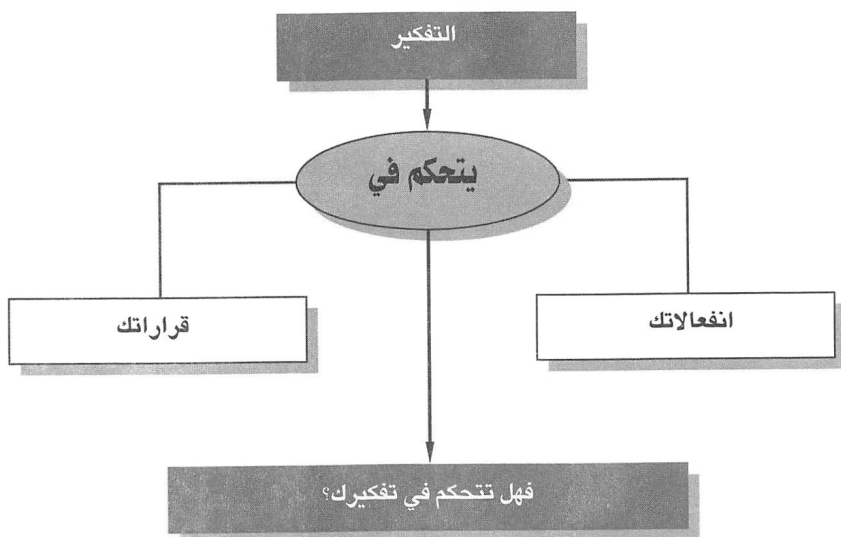 التفكير
يتحكم في
انفعالاتك
قراراتك
فهل تتحكم في تفكيرك؟